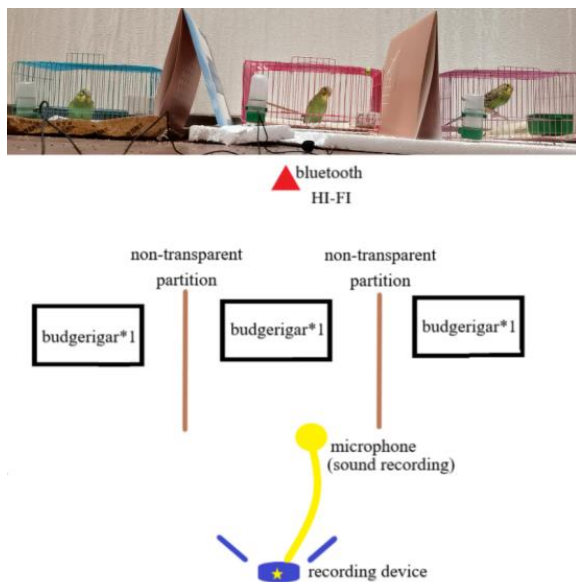 bluetooth
HI-FI
non-transparent
partition
non-transparent
partition
budgerigar*1
budgerigar*1
budgerigar*1
microphone
(sound recording)
recording device